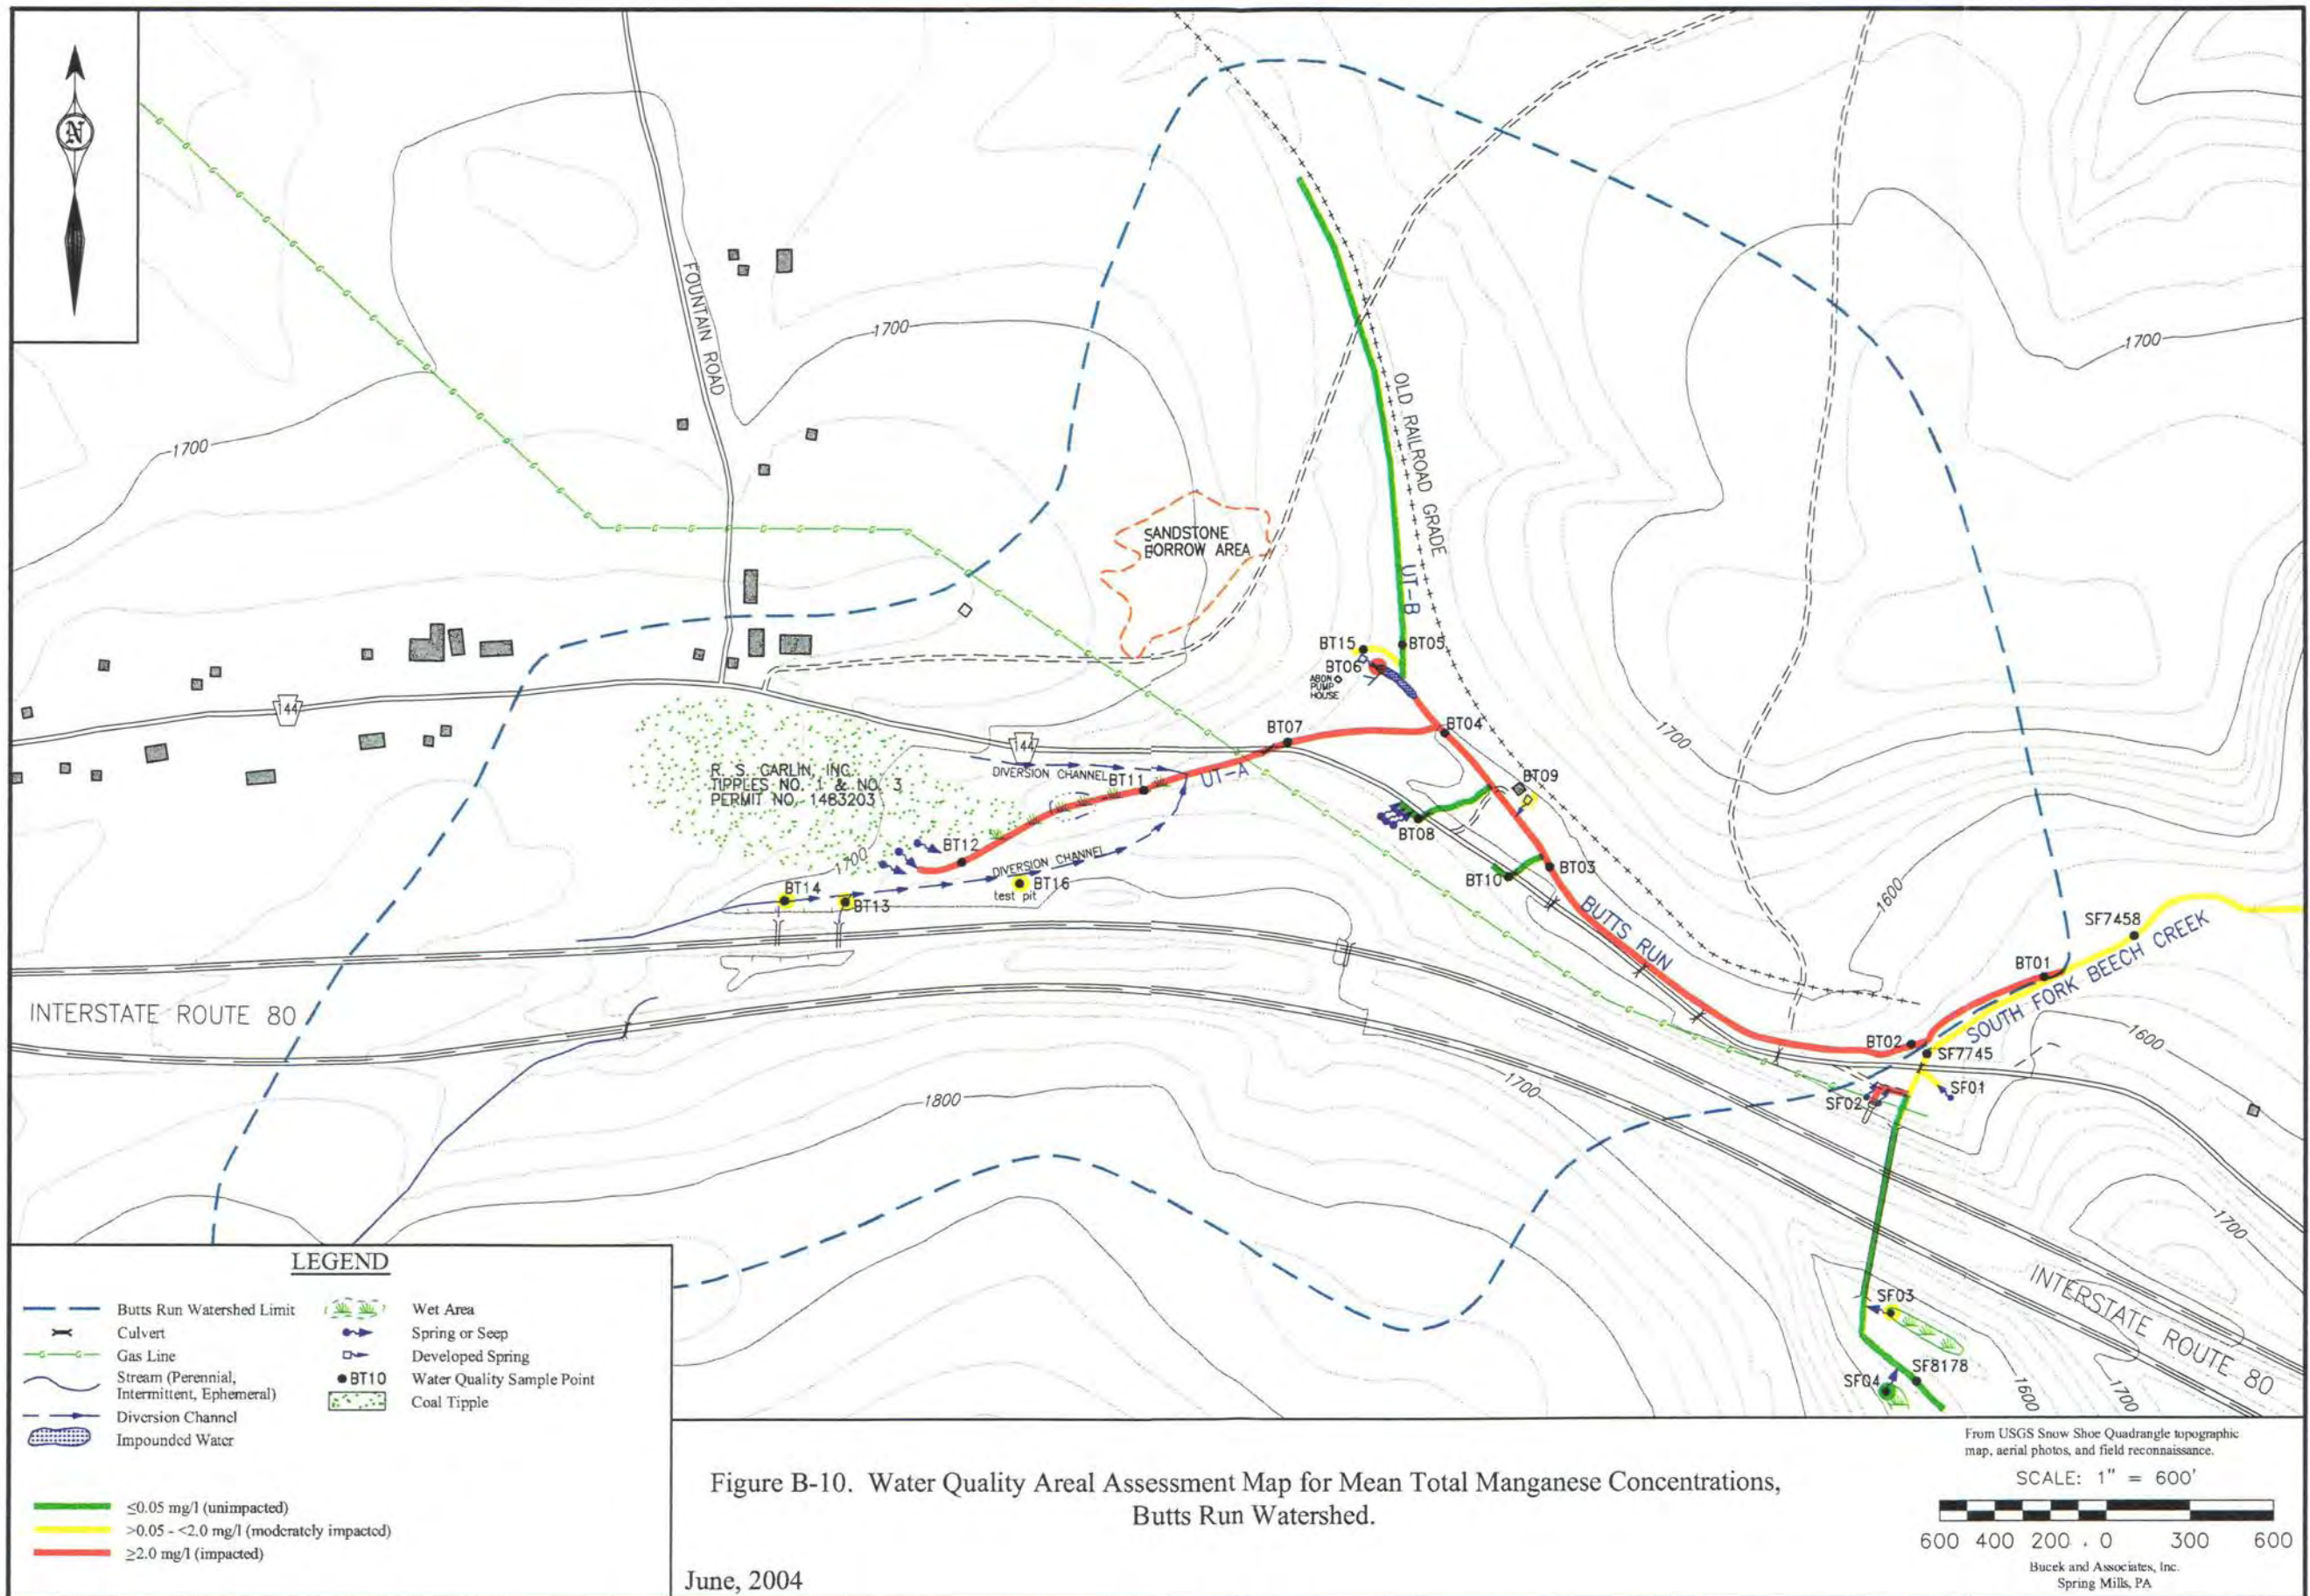 N
FOUNTAIN ROAD
1700
1700
1700
OLD RAILROAD GRADE
SANDSTONE
BORROW AREA
UT-B
BT15
BT05
BT06
ABDN
PUMP
HOUSE
144
144
BT07
BT04
1700
R. S. CARLIN, INC.
TIPPLES NO. 1 & NO. 3
PERMIT NO. 1483203
DIVERSION CHANNEL
BT11
UT-A
BT09
BT08
BT12
1700
DIVERSION CHANNEL
BT16
test pit
BT14
BT13
BT10
BT03
BUTTS RUN
1600
SF7458
BT01
SOUTH FORK BEECH CREEK
BT02
SF7745
1600
SF01
SF02
INTERSTATE ROUTE 80
1800
1700
1700
INTERSTATE ROUTE 80
SF03
SF8178
SF04
1600
1700
LEGEND
Butts Run Watershed Limit
Culvert
Gas Line
Stream (Perennial,
Intermittent, Ephemeral)
Diversion Channel
Impounded Water
Wet Area
Spring or Seep
Developed Spring
BT10 Water Quality Sample Point
Coal Tipple
≤0.05 mg/l (unimpacted)
>0.05 - <2.0 mg/l (moderately impacted)
≥2.0 mg/l (impacted)
Figure B-10. Water Quality Areal Assessment Map for Mean Total Manganese Concentrations,
Butts Run Watershed.
June, 2004
From USGS Snow Shoe Quadrangle topographic
map, aerial photos, and field reconnaissance.
SCALE: 1" = 600'
600 400 200 0 300 600
Bucek and Associates, Inc.
Spring Mills, PA